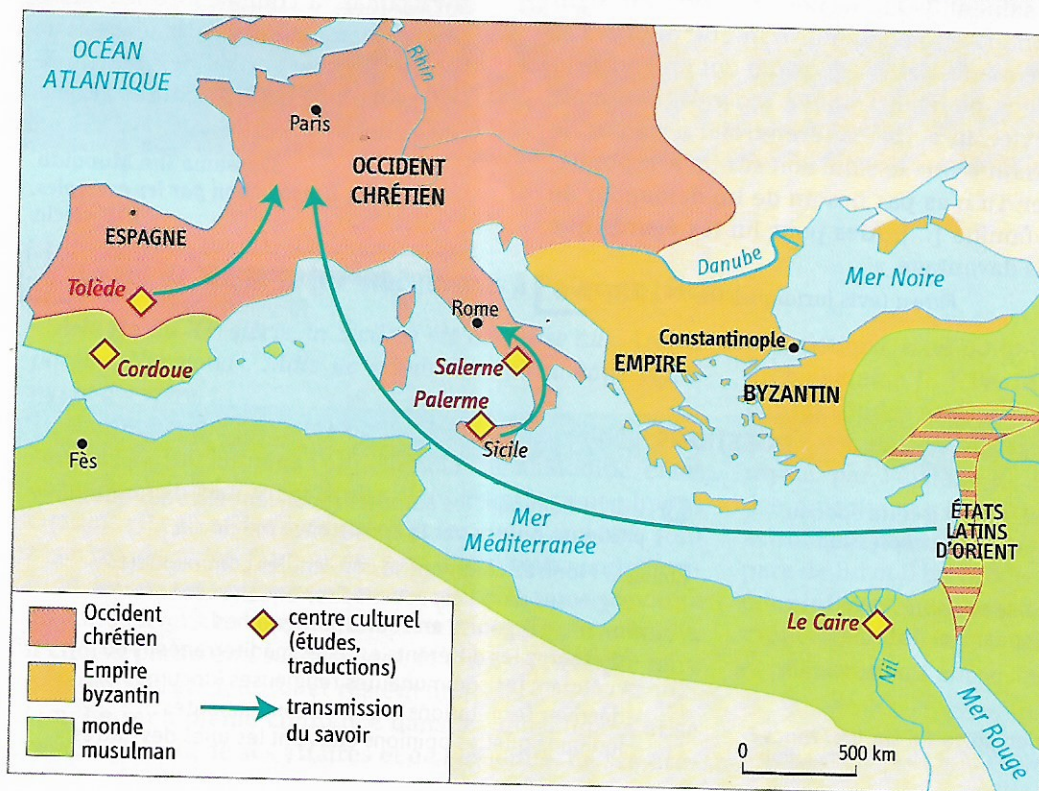 OCÉAN
ATLANTIQUE
Rhin
Paris
OCCIDENT
CHRÉTIEN
ESPAGNE
Danube
Mer Noire
Tolède
Rome
Constantinople
Cordoue
Salerne
EMPIRE
BYZANTIN
Palerme
Sicile
Fès
Mer
Méditerranée
ÉTATS
LATINS
D'ORIENT
Le Caire
Nil
Mer Rouge
Occident
chrétien
Empire
byzantin
monde
musulman
centre culturel
(études,
traductions)
transmission
du savoir
0 500 km